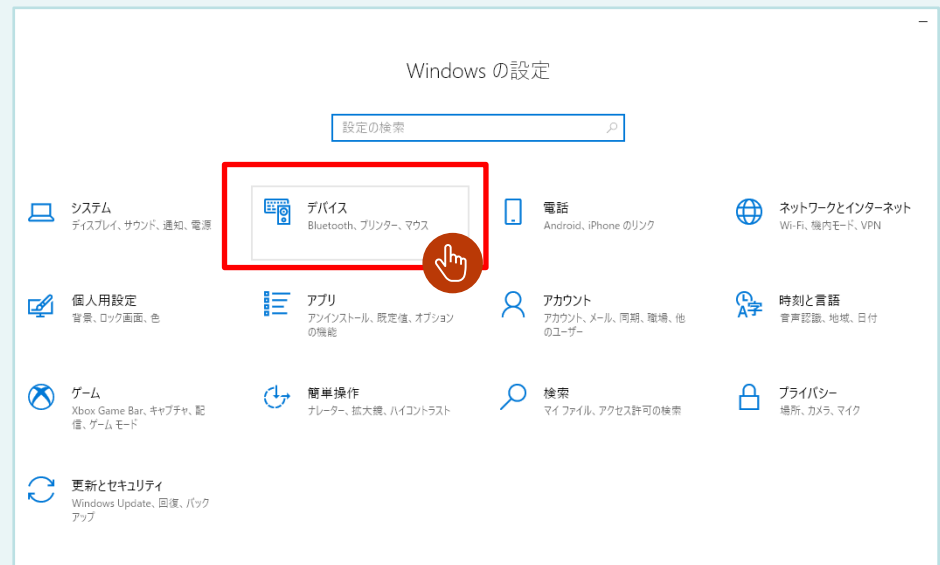 Windows の設定
設定の検索
システム
ディスプレイ、サウンド、通知、電源
デバイス
Bluetooth、プリンター、マウス
電話
Android、iPhone のリンク
ネットワークとインターネット
Wi-Fi、機内モード、VPN
個人用設定
背景、ロック画面、色
アプリ
アンインストール、既定値、オプション
の機能
アカウント
アカウント、メール、同期、職場、他
のユーザー
時刻と言語
音声認識、地域、日付
ゲーム
Xbox Game Bar、キャプチャ、配
信、ゲーム モード
簡単操作
ナレーター、拡大鏡、ハイコントラスト
検索
マイ ファイル、アクセス許可の検索
プライバシー
場所、カメラ、マイク
更新とセキュリティ
Windows Update、回復、バック
アップ